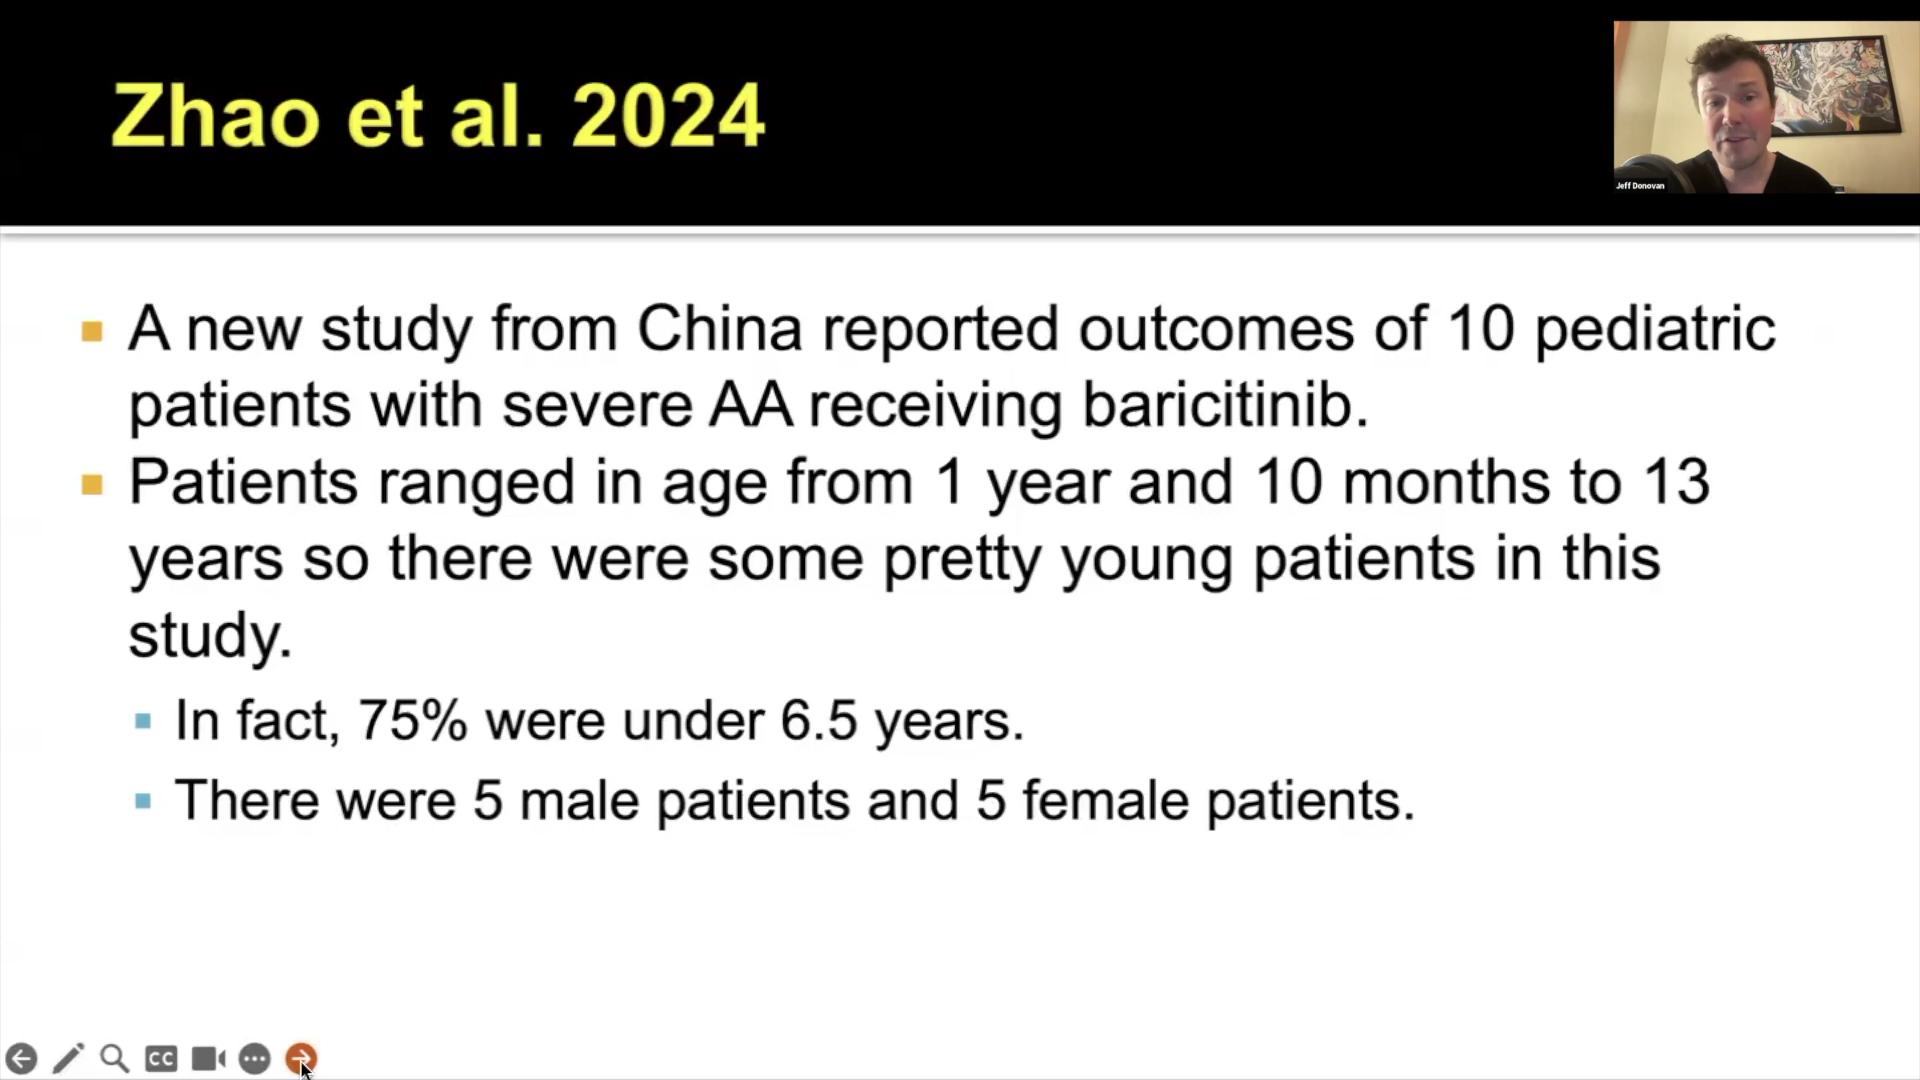 Zhao et al. 2024
Jeff Donovan
A new study from China reported outcomes of 10 pediatric
patients with severe AA receiving baricitinib.
Patients ranged in age from 1 year and 10 months to 13
years so there were some pretty young patients in this
study.
In fact, 75% were under 6.5 years.
There were 5 male patients and 5 female patients.
CC